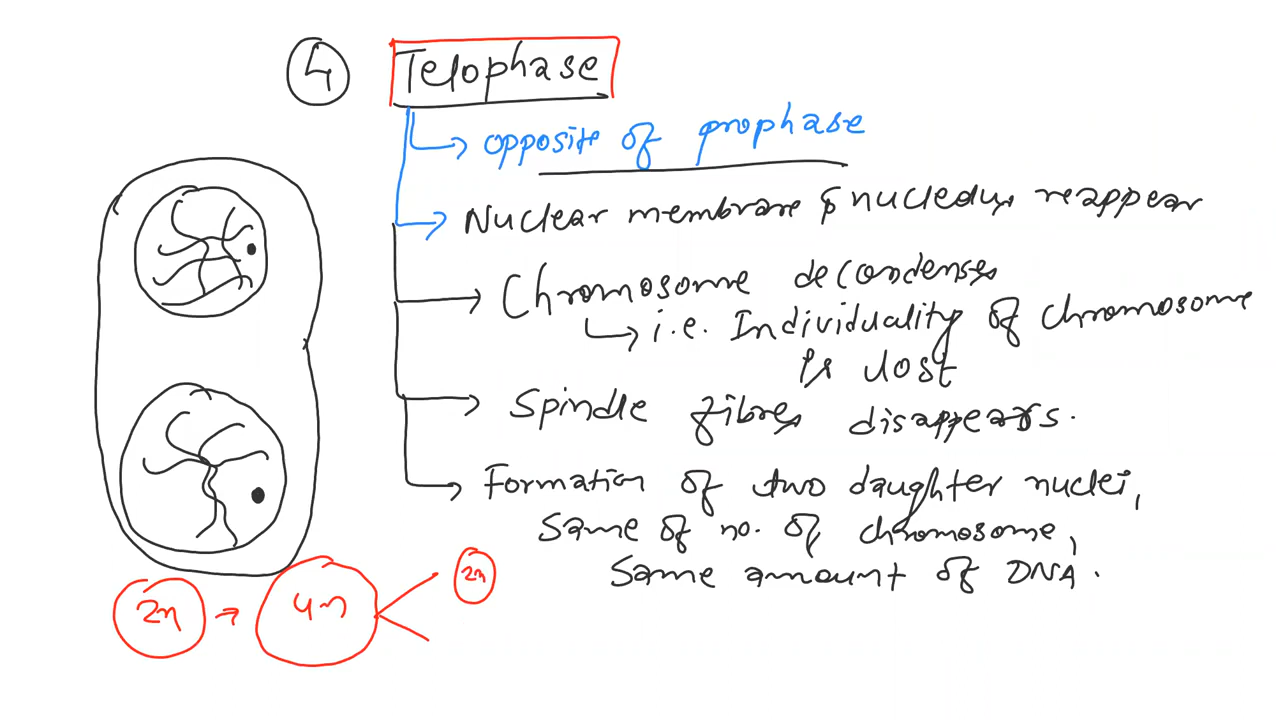 4 Telophase
opposite of prophase
Nuclear membrane & nucleolus reappear
Chromosome decondenses
i.e. Individuality of chromosome
is lost
Spindle fibres disappears.
Formation of two daughter nuclei,
Same of no. of chromosome,
Same amount of DNA.
2n → 4n 2n